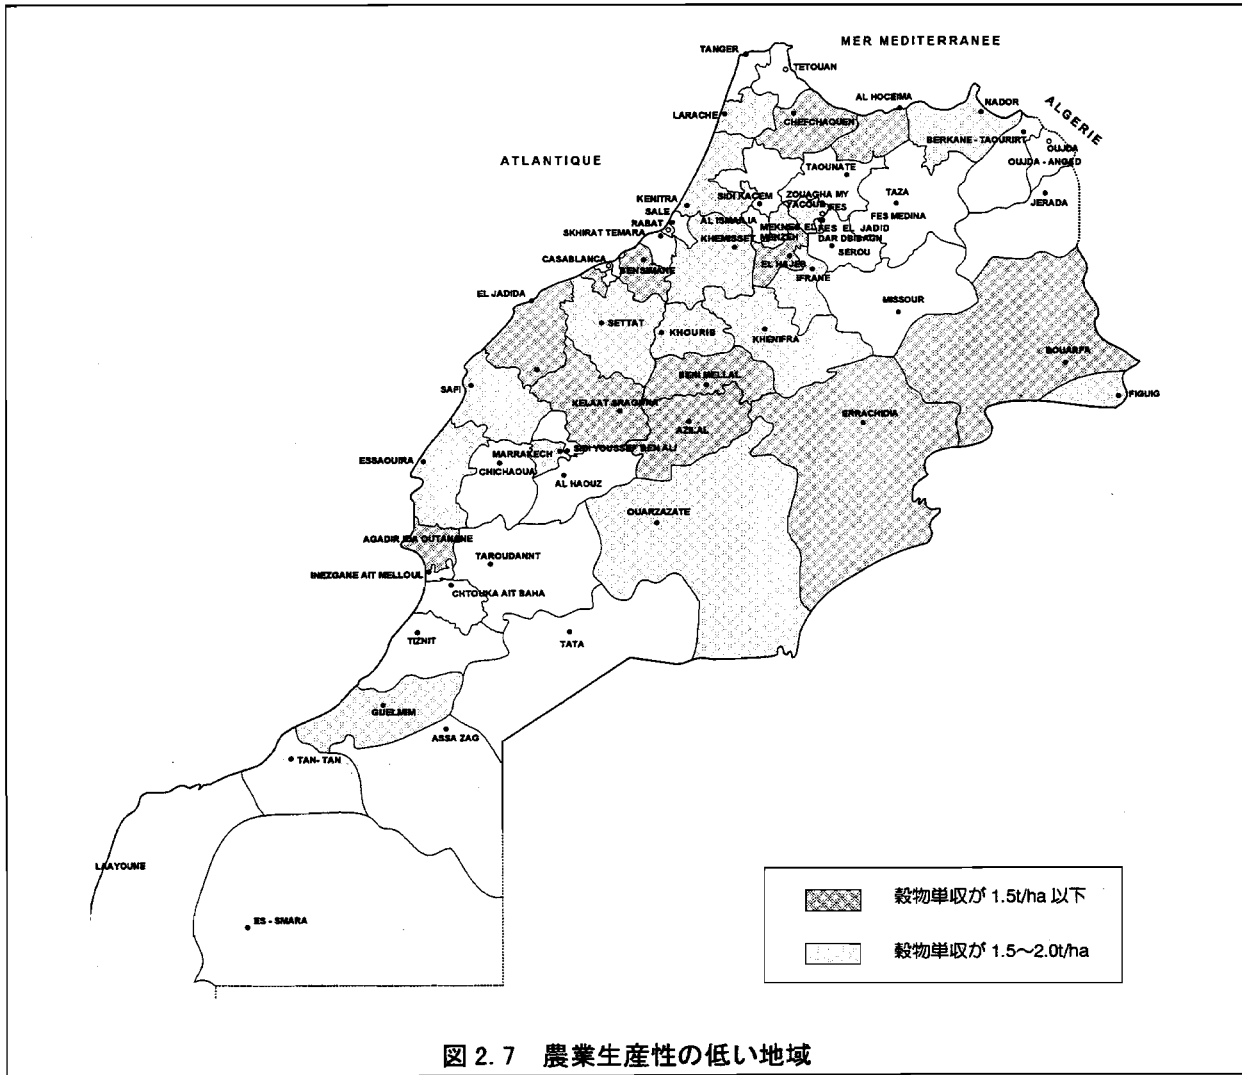 MER MEDITERRANEE
TANGER
TETOUAN
AL HOCEIMA
NADOR
ALGERIE
LARACHE
CHEFCHAOUEN
BERKANE - TAOURIRT
OUJDA
OUJDA - ANGAD
ATLANTIQUE
TAOUNATE
TAZA
JERADA
KENITRA
SIDI KACEM
ZOUAGHA MY
YACOUB
FES
FES MEDINA
SALE
RABAT
SKHIRAT TEMARA
AL ISMAILIA
MEKNES EL
MENZEH
FES EL JADID
DAR DBIBAGH
KHEMISSET
SEROU
CASABLANCA
BEN SIMANE
EL HAJEB
IFRANE
EL JADIDA
MISSOUR
SETTAT
KHOURIB
KHENIFRA
BOUARFA
SAFI
BENI MELLAL
FIGUIG
KELAAT SRAGHNA
AZILAL
ERRACHIDIA
MARRAKECH
SIDI YOUSSEF BEN ALI
ESSAOUIRA
CHICHAOUA
AL HAOUZ
OUARZAZATE
AGADIR IDA OUTANANE
TAROUDANNT
INEZGANE AIT MELLOUL
CHTOUKA AIT BAHA
TIZNIT
TATA
GUELMIM
ASSA ZAG
TAN- TAN
LAAYOUNE
ES - SMARA
穀物単収が 1.5t/ha 以下
穀物単収が 1.5～2.0t/ha
図 2.7 農業生産性の低い地域